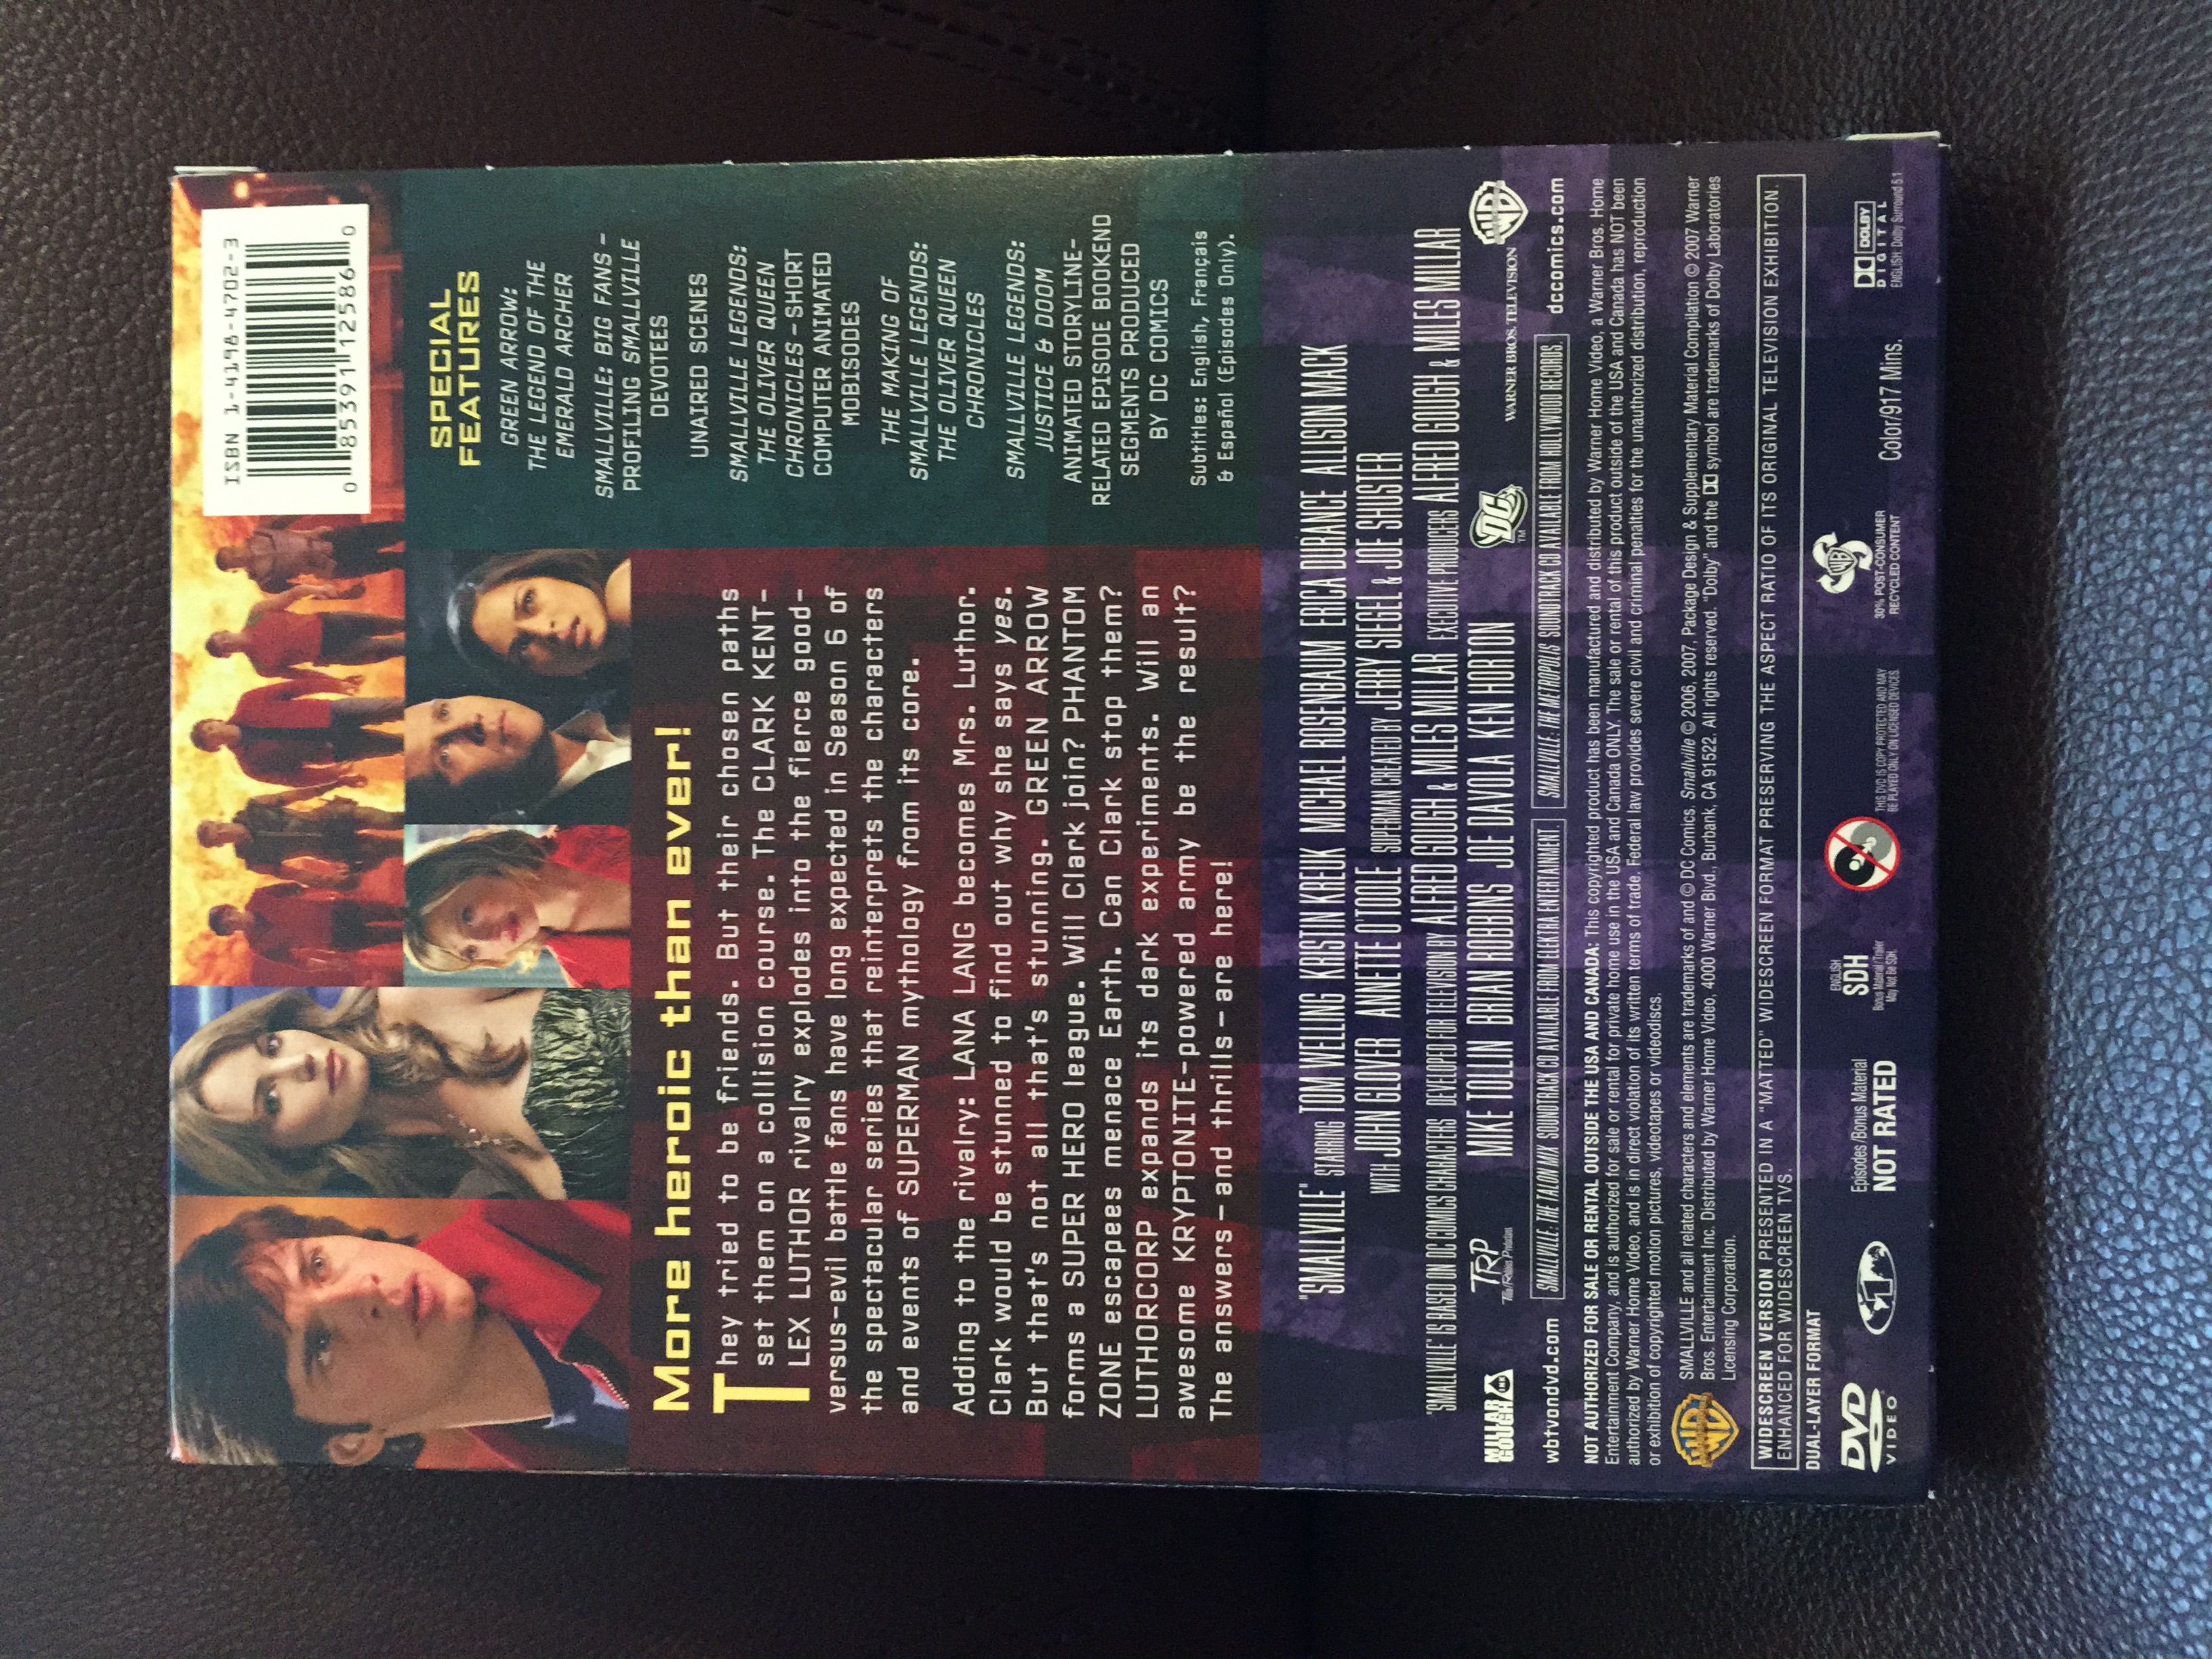 ISBN 1-4198-4702-3
0 85391 12586 0
SPECIAL
FEATURES
GREEN ARROW:
THE LEGEND OF THE
EMERALD ARCHER
SMALLVILLE: BIG FANS –
PROFILING SMALLVILLE
DEVOTEES
UNAIRED SCENES
SMALLVILLE LEGENDS:
THE OLIVER QUEEN
CHRONICLES – SHORT
COMPUTER ANIMATED
MOBISODES
THE MAKING OF
SMALLVILLE LEGENDS:
THE OLIVER QUEEN
CHRONICLES
SMALLVILLE LEGENDS:
JUSTICE & DOOM
ANIMATED STORYLINE-
RELATED EPISODE BOOKEND
SEGMENTS PRODUCED
BY DC COMICS
Subtitles: English, Français
& Español (Episodes Only).
More heroic than ever!
They tried to be friends. But their chosen paths
set them on a collision course. The CLARK KENT-
LEX LUTHOR rivalry explodes into the fierce good-
versus-evil battle fans have long expected in Season 6 of
the spectacular series that reinterprets the characters
and events of SUPERMAN mythology from its core.
Adding to the rivalry: LANA LANG becomes Mrs. Luthor.
Clark would be stunned to find out why she says yes.
But that's not all that's stunning. GREEN ARROW
forms a SUPER HERO league. Will Clark join? PHANTOM
ZONE escapees menace Earth. Can Clark stop them?
LUTHORCORP expands its dark experiments. Will an
awesome KRYPTONITE-powered army be the result?
The answers – and thrills – are here!
"SMALLVILLE" STARRING TOM WELLING KRISTIN KREUK MICHAEL ROSENBAUM ERICA DURANCE ALLISON MACK
WITH JOHN GLOVER ANNETTE O'TOOLE SUPERMAN CREATED BY JERRY SIEGEL & JOE SHUSTER
"SMALLVILLE" IS BASED ON DC COMICS CHARACTERS DEVELOPED FOR TELEVISION BY ALFRED GOUGH & MILES MILLAR EXECUTIVE PRODUCERS ALFRED GOUGH & MILES MILLAR
MILLAR GOUGH INK TRP Tollin/Robbins Productions MIKE TOLLIN BRIAN ROBBINS JOE DAVOLA KEN HORTON DC TM WARNER BROS. TELEVISION WB
wbtvondvd.com SMALLVILLE: THE TALON MIX SOUNDTRACK CD AVAILABLE FROM ELEKTRA ENTERTAINMENT. SMALLVILLE: THE METROPOLIS SOUNDTRACK CD AVAILABLE FROM HOLLYWOOD RECORDS. dccomics.com
NOT AUTHORIZED FOR SALE OR RENTAL OUTSIDE THE USA AND CANADA: This copyrighted product has been manufactured and distributed by Warner Home Video, a Warner Bros. Home
Entertainment Company, and is authorized for sale or rental for private home use in the USA and Canada ONLY. The sale or rental of this product outside of the USA and Canada has NOT been
authorized by Warner Home Video, and is in direct violation of its written terms of trade. Federal law provides severe civil and criminal penalties for the unauthorized distribution, reproduction
or exhibition of copyrighted motion pictures, videotapes or videodiscs.
WB
SMALLVILLE and all related characters and elements are trademarks of and © DC Comics. Smallville © 2006, 2007, Package Design & Supplementary Material Compilation © 2007 Warner
Bros. Entertainment Inc. Distributed by Warner Home Video, 4000 Warner Blvd., Burbank, CA 91522. All rights reserved. "Dolby" and the DD symbol are trademarks of Dolby Laboratories
Licensing Corporation.
WIDESCREEN VERSION PRESENTED IN A "MATTED" WIDESCREEN FORMAT PRESERVING THE ASPECT RATIO OF ITS ORIGINAL TELEVISION EXHIBITION.
ENHANCED FOR WIDESCREEN TVS.
DUAL-LAYER FORMAT
DVD
VIDEO
1
Episodes/Bonus Material
NOT RATED
ENGLISH
SDH
Bonus Material/Trailer
May Not Be SDH.
THIS DVD IS COPY PROTECTED AND MAY
BE PLAYED ONLY ON LICENSED DEVICES.
WB
30% POST-CONSUMER
RECYCLED CONTENT
Color/917 Mins.
DOLBY
DIGITAL
ENGLISH: Dolby Surround 5.1